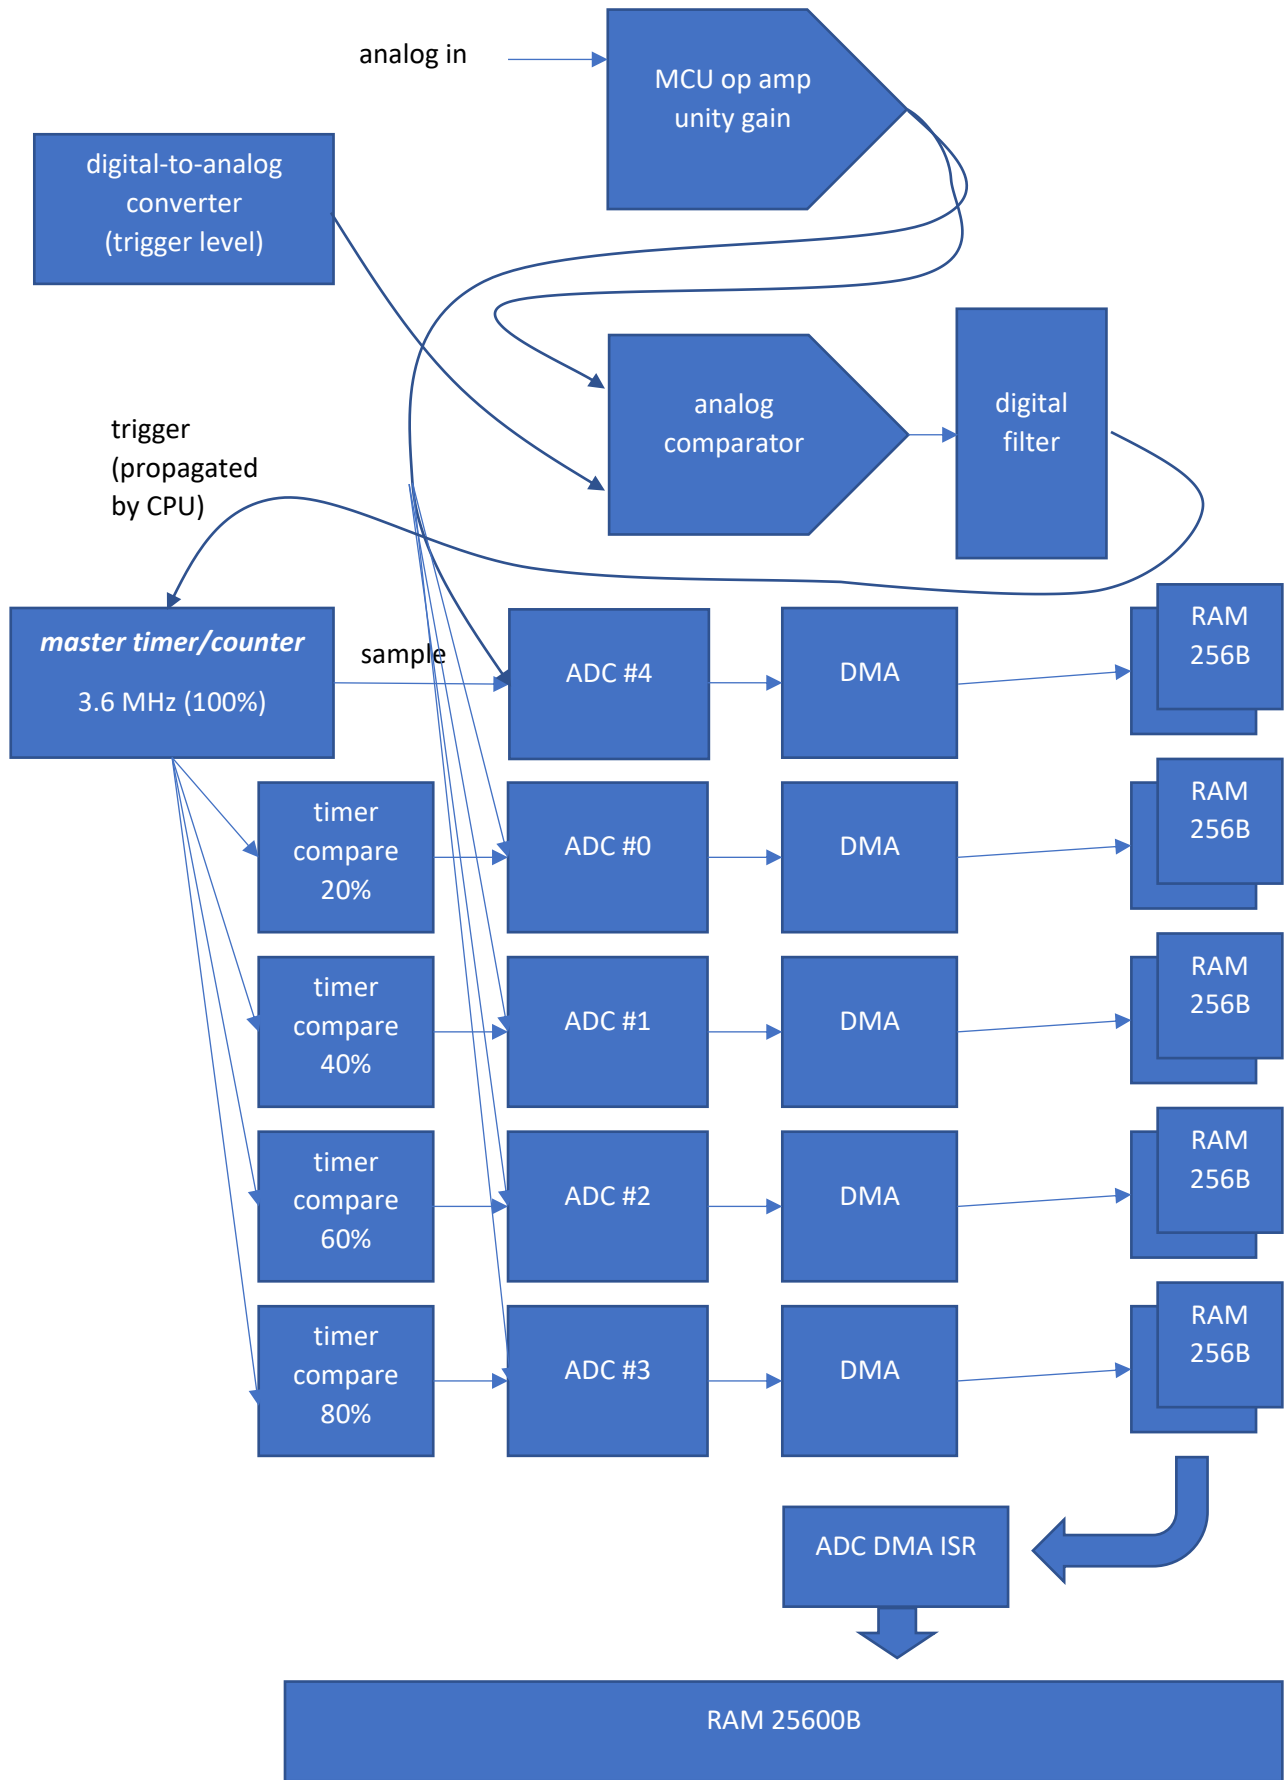 analog in
MCU op amp
unity gain
digital-to-analog
converter
(trigger level)
analog
comparator
digital
filter
trigger
(propagated
by CPU)
master timer/counter
3.6 MHz (100%)
sample
ADC #4
DMA
RAM
256B
timer
compare
20%
ADC #0
DMA
RAM
256B
timer
compare
40%
ADC #1
DMA
RAM
256B
timer
compare
60%
ADC #2
DMA
RAM
256B
timer
compare
80%
ADC #3
DMA
RAM
256B
ADC DMA ISR
RAM 25600B